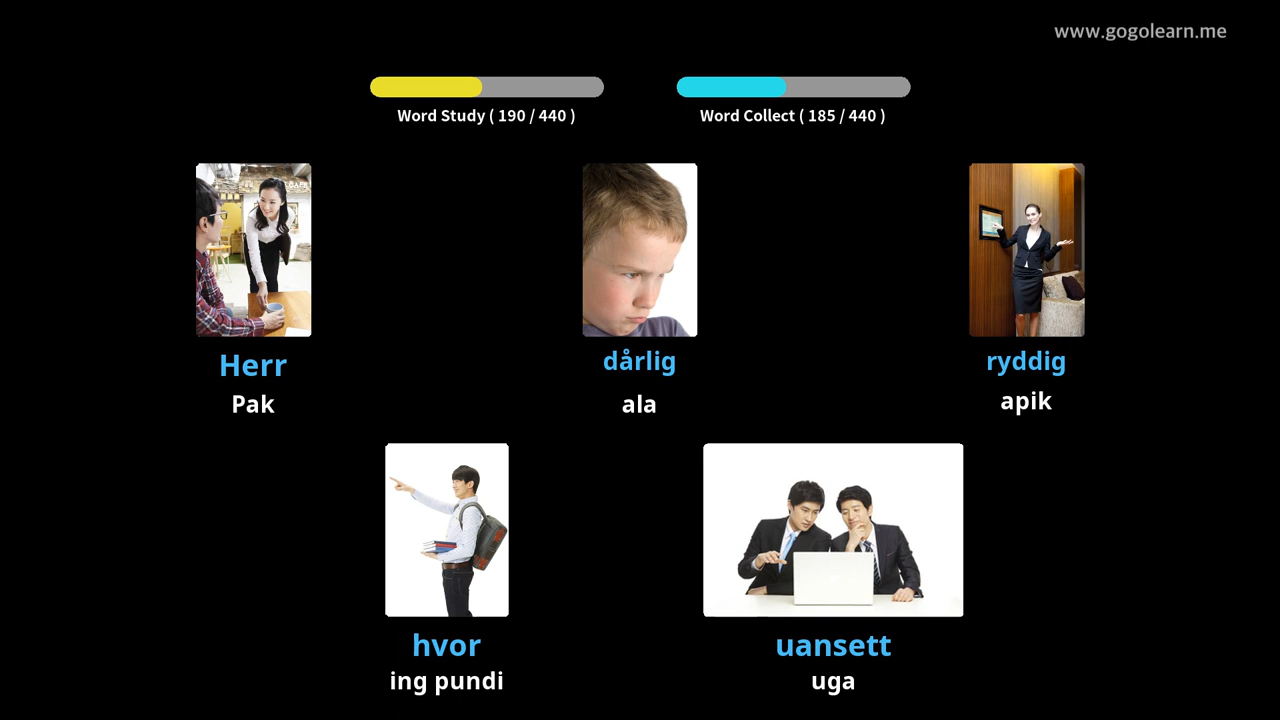 www.gogolearn.me
Word Study ( 190 / 440 )
Word Collect ( 185 / 440 )
Herr
Pak
dårlig
ala
ryddig
apik
hvor
ing pundi
uansett
uga